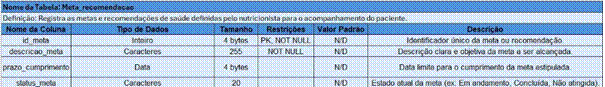 Nome da Tabela: Meta_recomendacao
Definição: Registra as metas e recomendações de saúde definidas pelo nutricionista para o acompanhamento do paciente.
Nome da Coluna Tipo de Dados Tamanho Restrições Valor Padrão Descrição
id_meta Inteiro 4 bytes PK, NOT NULL N/D Identificador único da meta ou recomendação
descricao_meta Caracteres 255 NOT NULL N/D Descrição clara e objetiva da meta a ser alcançada.
prazo_cumprimento Data 4 bytes N/D Data limite para o cumprimento da meta estipulada.
status_meta Caracteres 20 N/D Estado atual da meta (ex: Em andamento, Concluída, Não atingida).